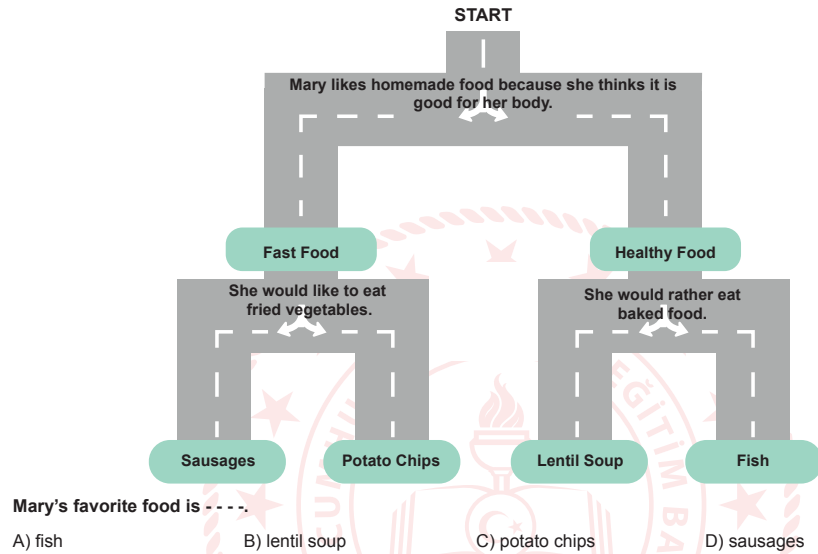 START
Mary likes homemade food because she thinks it is
good for her body.
Fast Food
Healthy Food
She would like to eat
fried vegetables.
She would rather eat
baked food.
Sausages
Potato Chips
Lentil Soup
Fish
Mary’s favorite food is - - - -.
A) fish
B) lentil soup
C) potato chips
D) sausages